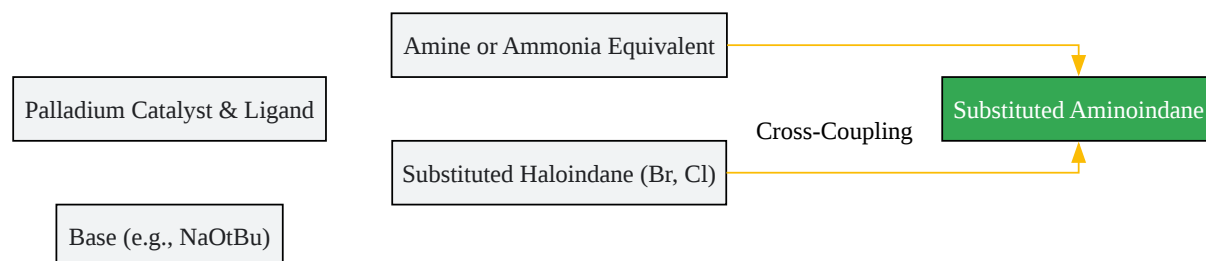 Amine or Ammonia Equivalent
Palladium Catalyst & Ligand
Substituted Aminoindane
Cross-Coupling
Substituted Haloindane (Br, Cl)
Base (e.g., NaOtBu)